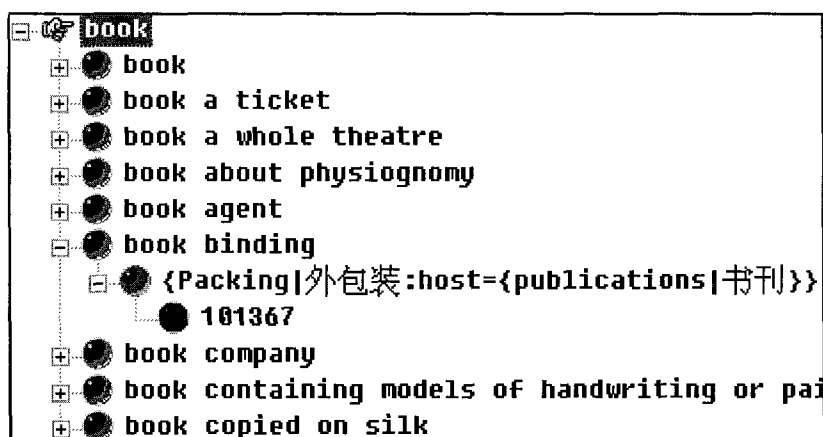 book
book
book a ticket
book a whole theatre
book about physiognomy
book agent
book binding
{Packing|外包装:host={publications|书刊}}
101367
book company
book containing models of handwriting or pai
book copied on silk